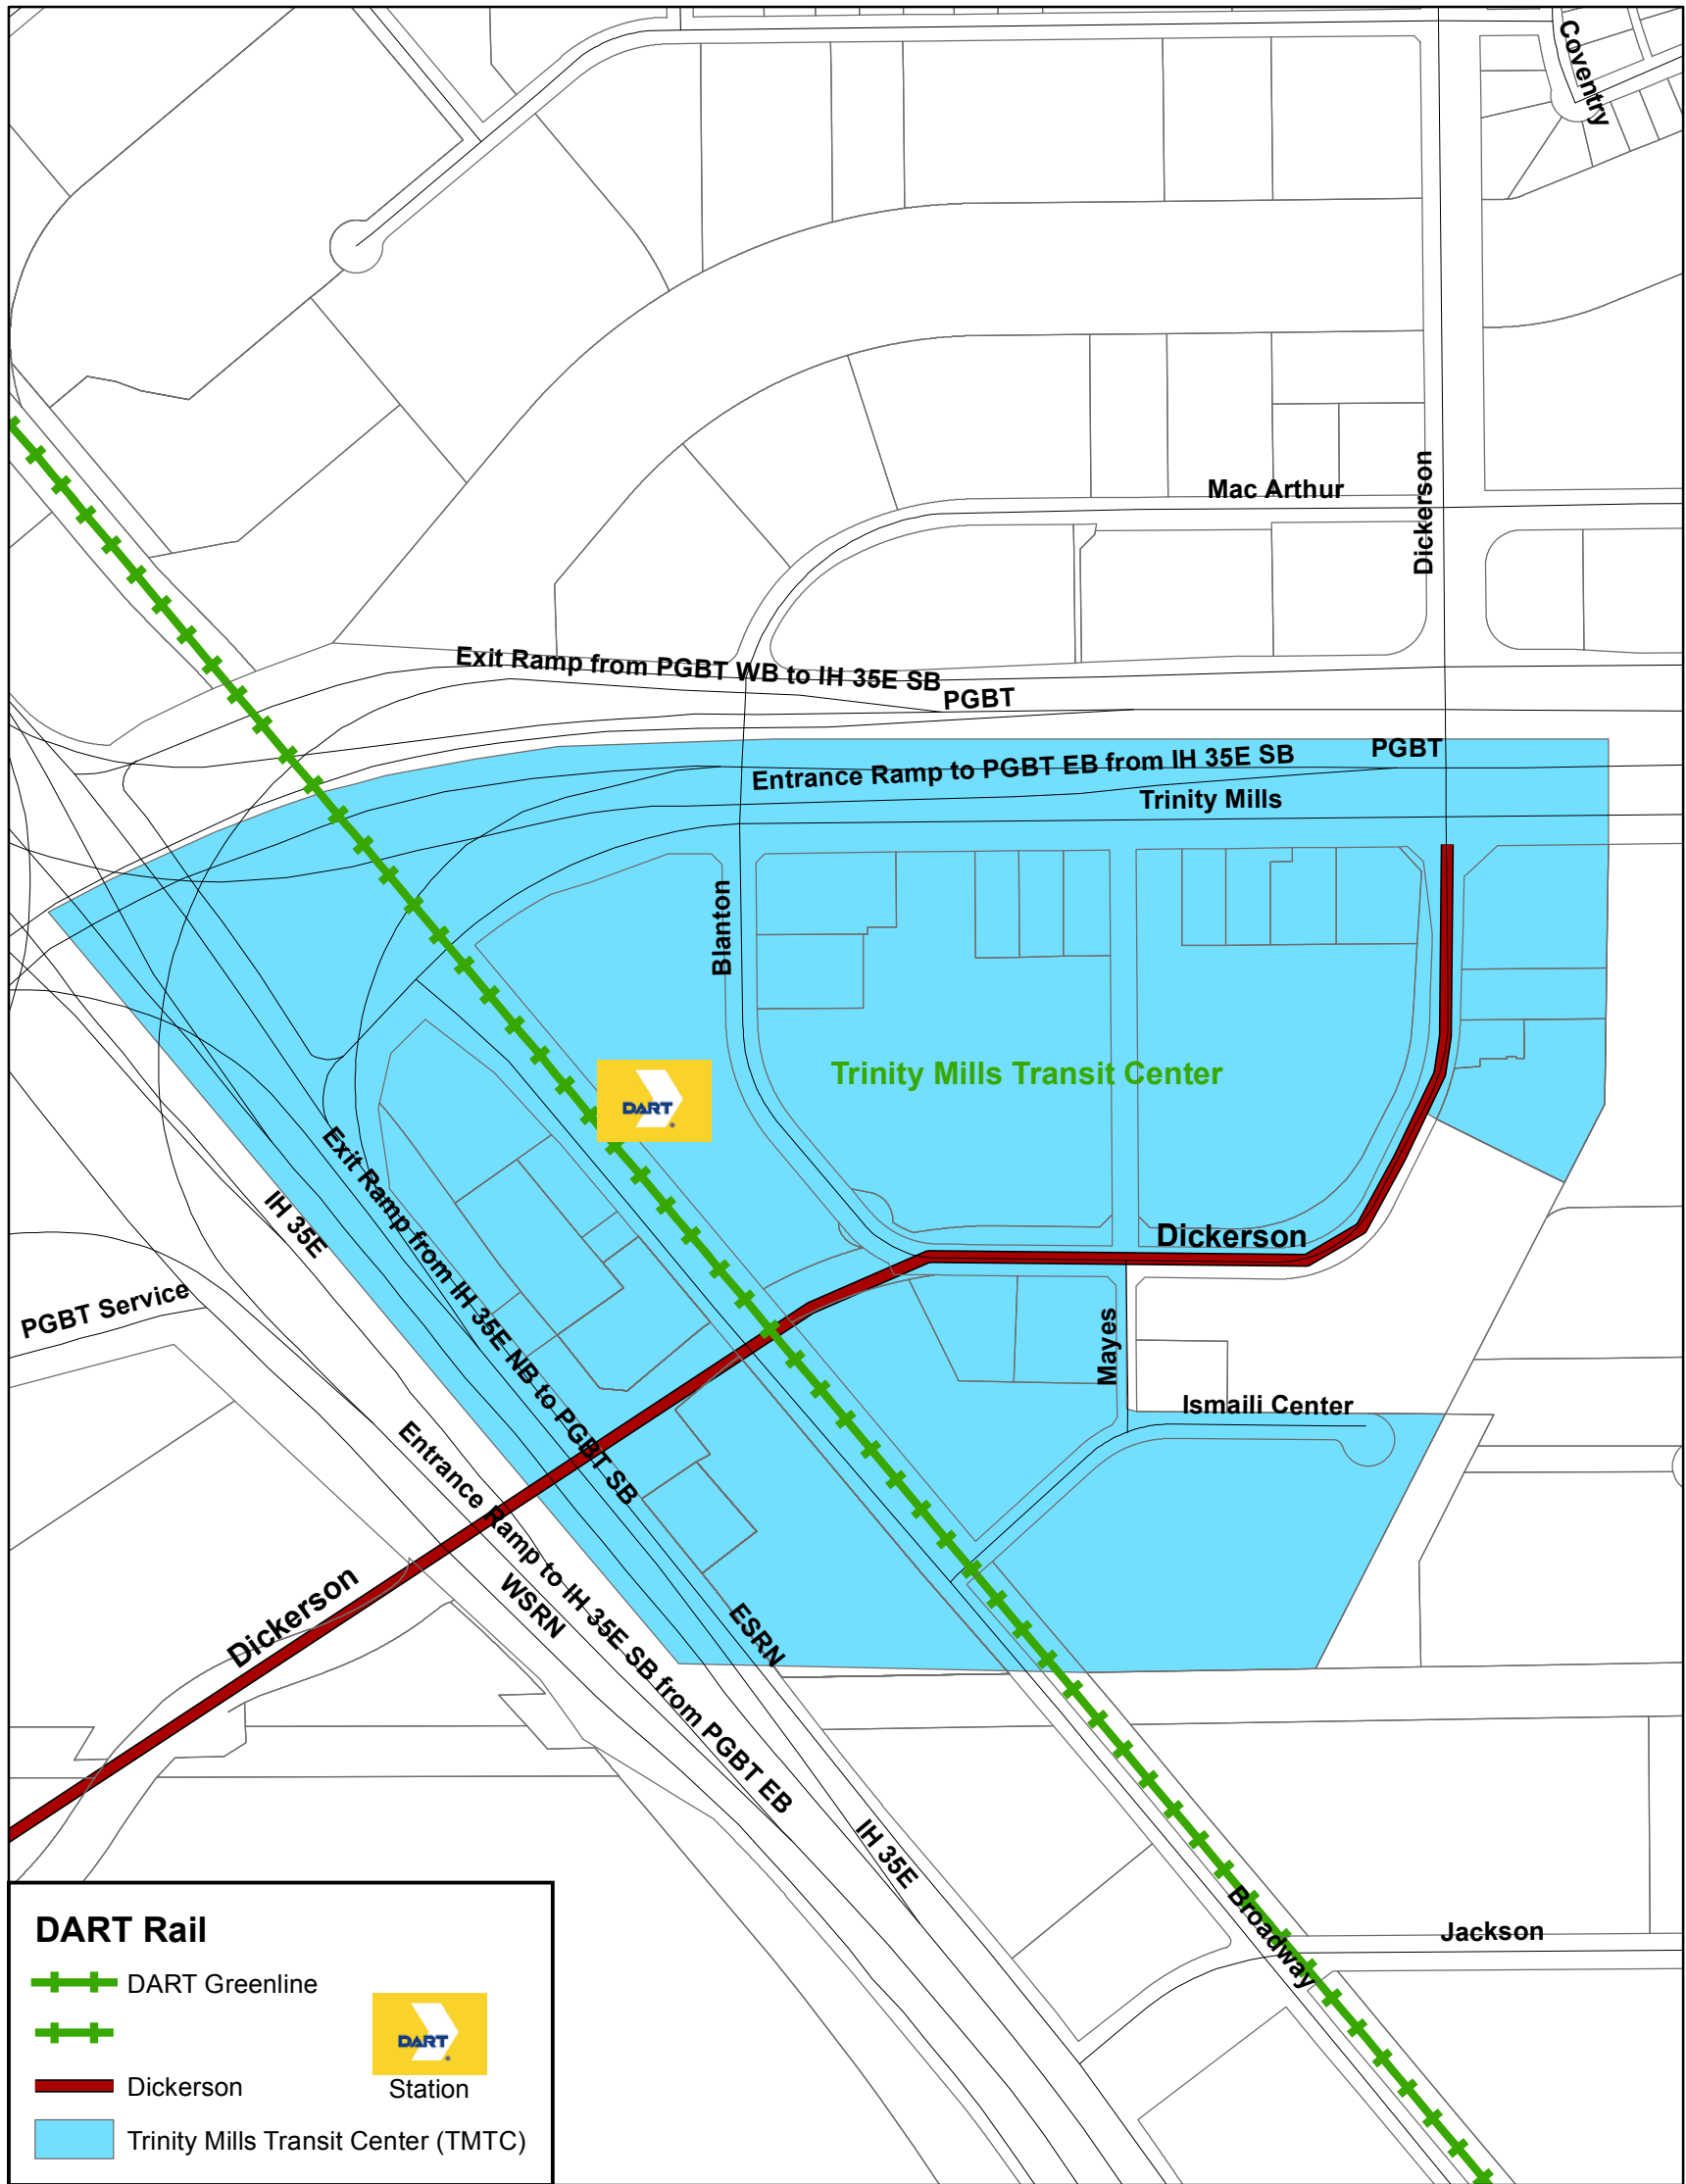 Coventry
Mac Arthur
Dickerson
Exit Ramp from PGBT WB to IH 35E SB
PGBT
PGBT
Entrance Ramp to PGBT EB from IH 35E SB
Trinity Mills
Blanton
Trinity Mills Transit Center
DART
Exit Ramp from IH 35E NB to PGBT SB
IH 35E
Dickerson
PGBT Service
Mayes
Ismaili Center
Entrance Ramp to IH 35E SB from PGBT EB
WSRN
Dickerson
ESRN
IH 35E
Broadway
Jackson
DART Rail
DART Greenline
DART
Dickerson
Station
Trinity Mills Transit Center (TMTC)